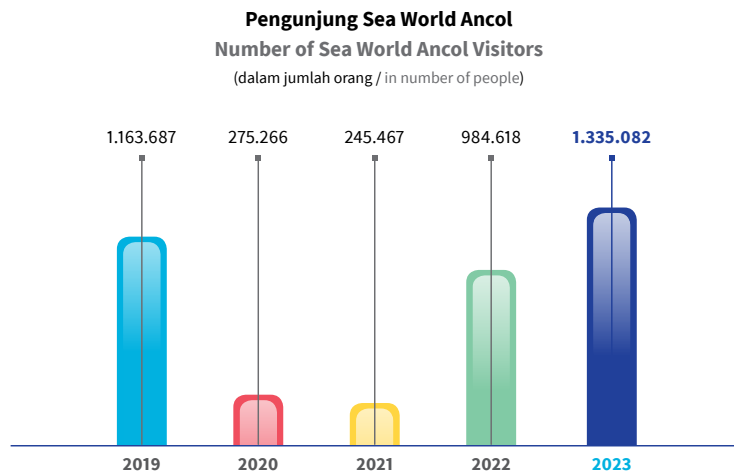 Pengunjung Sea World Ancol
Number of Sea World Ancol Visitors
(dalam jumlah orang / in number of people)
1.163.687 275.266 245.467 984.618 1.335.082
2019 2020 2021 2022 2023